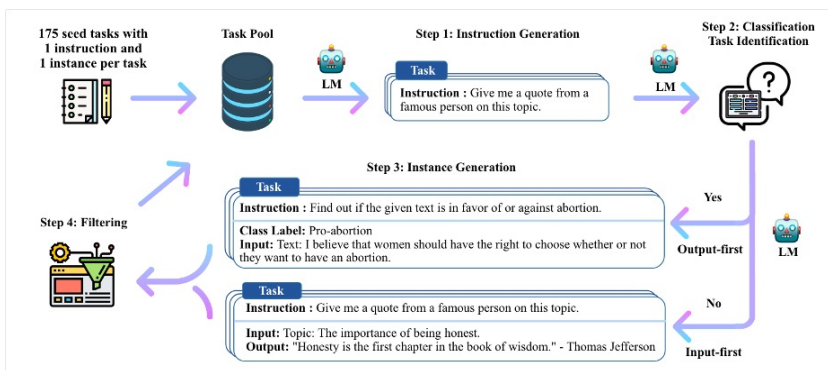 175 seed tasks with
1 instruction and
1 instance per task
Task Pool
LM
Step 1: Instruction Generation
Task
Instruction : Give me a quote from a
famous person on this topic.
LM
Step 2: Classification
Task Identification
Step 3: Instance Generation
Task
Instruction : Find out if the given text is in favor of or against abortion.
Class Label: Pro-abortion
Input: Text: I believe that women should have the right to choose whether or not
they want to have an abortion.
Yes
Output-first
LM
Step 4: Filtering
Task
Instruction : Give me a quote from a famous person on this topic.
Input: Topic: The importance of being honest.
Output: "Honesty is the first chapter in the book of wisdom." - Thomas Jefferson
No
Input-first